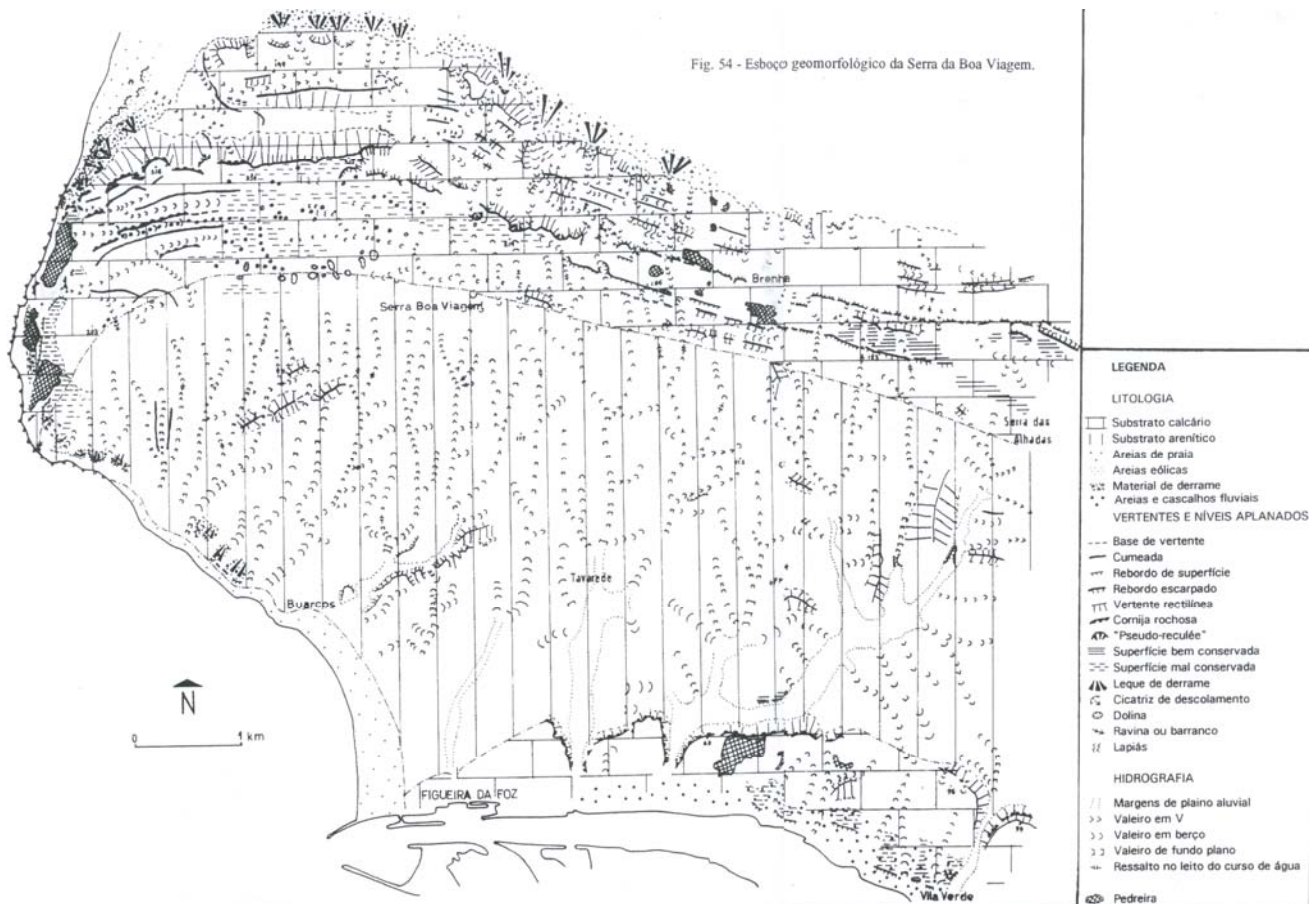 Fig. 54 - Esboço geomorfológico da Serra da Boa Viagem.
Brenha
Serra Boa Viagem
Serra das
Alhadas
Tavarede
Buarcos
N
0 1 km
FIGUEIRA DA FOZ
Vila Verde
LEGENDA
LITOLOGIA
Substrato calcário
Substrato arenítico
Areias de praia
Areias eólicas
Material de derrame
Areias e cascalhos fluviais
VERTENTES E NÍVEIS APLANADOS
Base de vertente
Cumeada
Rebordo de superfície
Rebordo escarpado
Vertente rectilínea
Cornija rochosa
"Pseudo-reculée"
Superfície bem conservada
Superfície mal conservada
Leque de derrame
Cicatriz de descolamento
Dolina
Ravina ou barranco
Lapiás
HIDROGRAFIA
Margens de plaino aluvial
Valeiro em V
Valeiro em berço
Valeiro de fundo plano
Ressalto no leito do curso de água
Pedreira